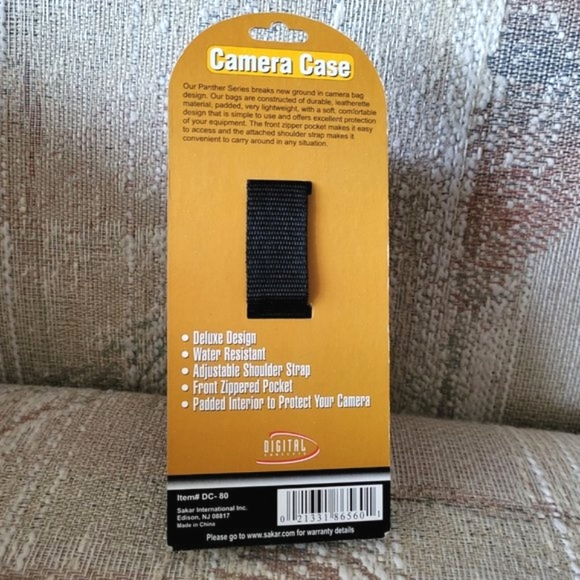 Camera Case
Our Panther Series breaks new ground in camera bag
design. Our bags are constructed of durable, leatherette
material, padded, very lightweight, with a soft, comfortable
design that is simple to use and offers excellent protection
of your equipment. The front zipper pocket makes it easy
to access and the attached shoulder strap makes it
convenient to carry around in any situation.
• Deluxe Design
• Water Resistant
• Adjustable Shoulder Strap
• Front Zippered Pocket
• Padded Interior to Protect Your Camera
DIGITAL
CONCEPTS
Item# DC- 80
Sakar International Inc.
Edison, NJ 08817
Made in China
0 21331 86560 1
Please go to www.sakar.com for warranty details